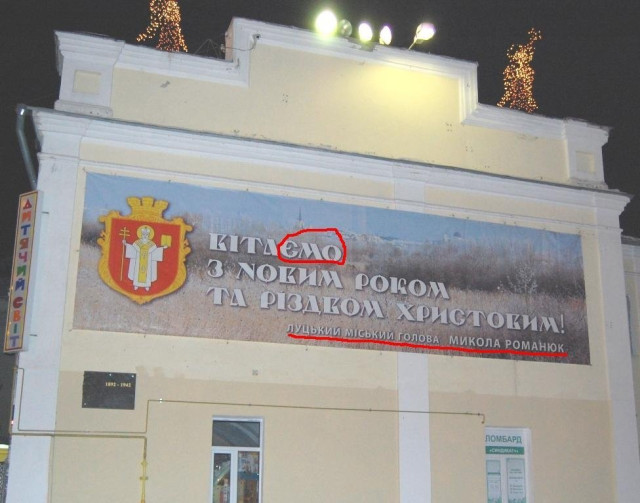 ДИТЯЧИЙ СВІТ
ВІТАЄМО
З НОВИМ РОКОМ
ТА РІЗДВОМ ХРИСТОВИМ!
ЛУЦЬКИЙ МІСЬКИЙ ГОЛОВА МИКОЛА РОМАНЮК
ЛОМБАРД